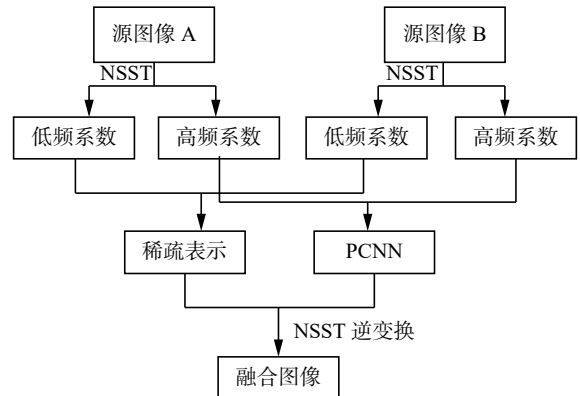 源图像 A
源图像 B
NSST
NSST
低频系数
高频系数
低频系数
高频系数
稀疏表示
PCNN
NSST 逆变换
融合图像